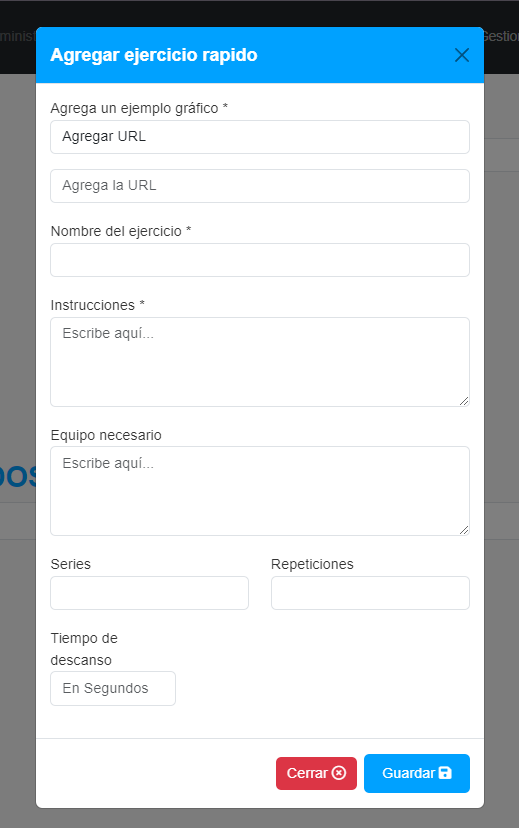 Agregar ejercicio rapido
Agrega un ejemplo gráfico *
Agregar URL
Agrega la URL
Nombre del ejercicio *
Instrucciones *
Escribe aquí...
Equipo necesario
Escribe aquí...
Series Repeticiones
Tiempo de
descanso
En Segundos
Cerrar Guardar